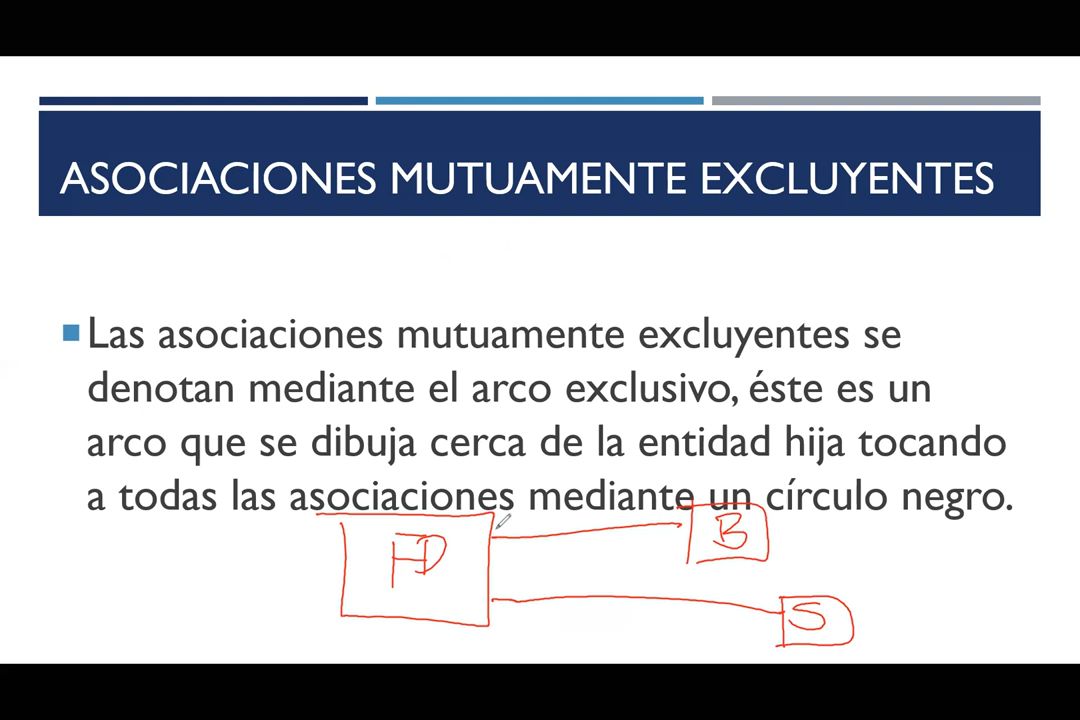 ASOCIACIONES MUTUAMENTE EXCLUYENTES
Las asociaciones mutuamente excluyentes se
denotan mediante el arco exclusivo, éste es un
arco que se dibuja cerca de la entidad hija tocando
a todas las asociaciones mediante un círculo negro.
B
S